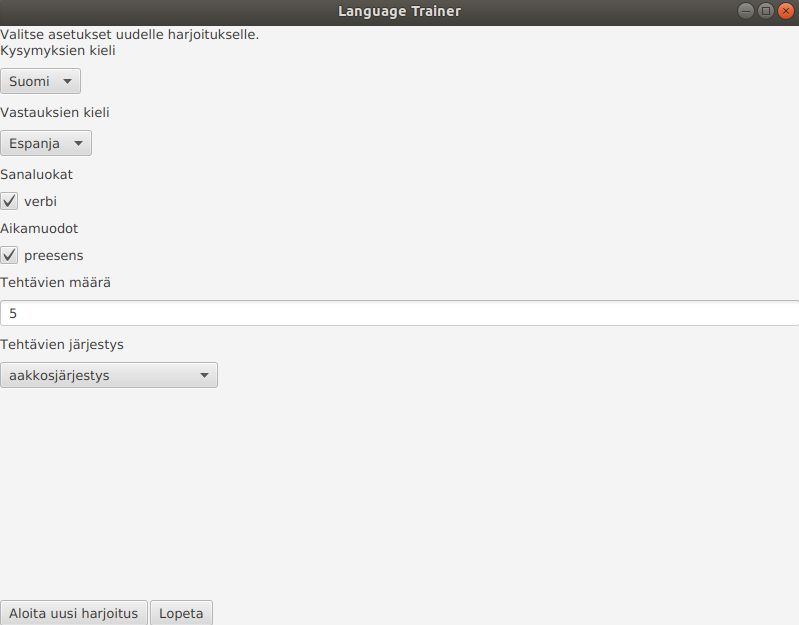 Language Trainer
Valitse asetukset uudelle harjoitukselle.
Kysymyksien kieli
Suomi
Vastauksien kieli
Espanja
Sanaluokat
verbi
Aikamuodot
preesens
Tehtävien määrä
5
Tehtävien järjestys
aakkosjärjestys
Aloita uusi harjoitus Lopeta